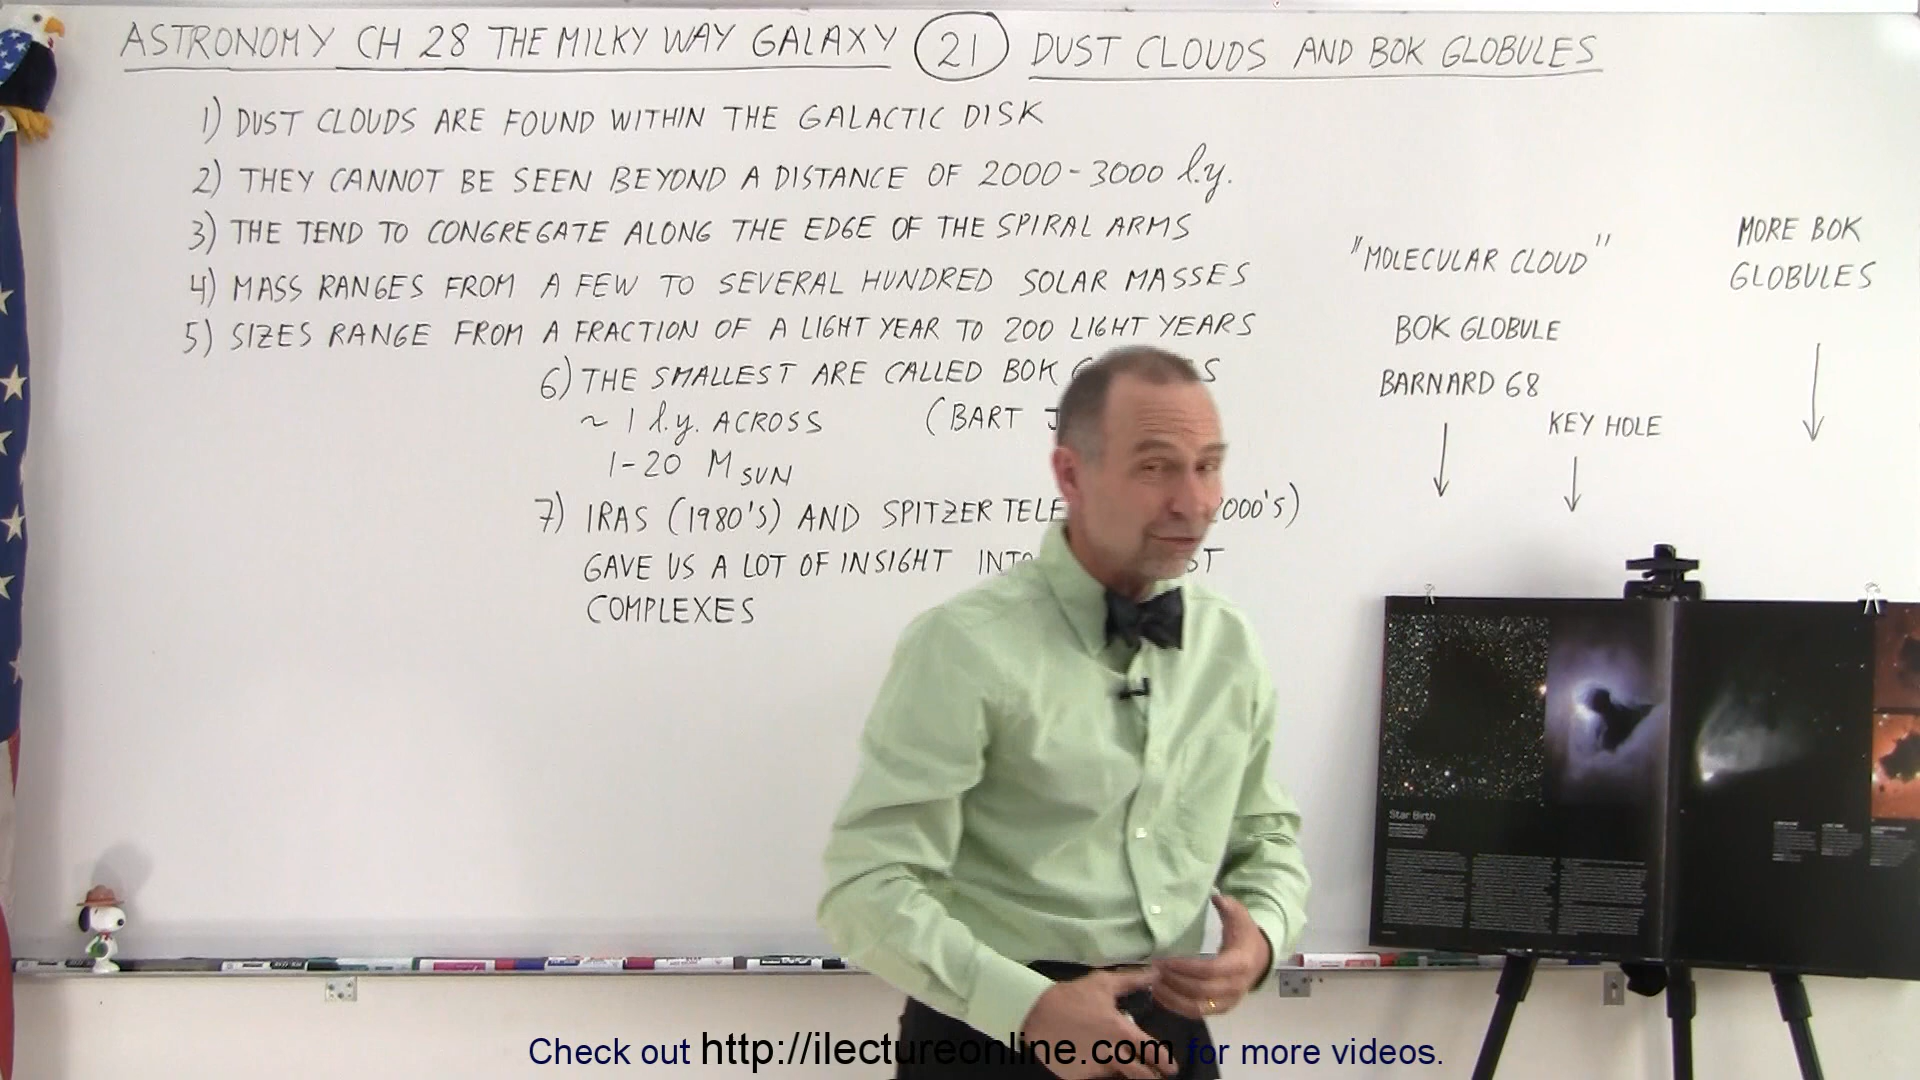 ASTRONOMY CH 28 THE MILKY WAY GALAXY 21 DUST CLOUDS AND BOK GLOBULES
1) DUST CLOUDS ARE FOUND WITHIN THE GALACTIC DISK
2) THEY CANNOT BE SEEN BEYOND A DISTANCE OF 2000-3000 l.y.
3) THE TEND TO CONGREGATE ALONG THE EDGE OF THE SPIRAL ARMS
4) MASS RANGES FROM A FEW TO SEVERAL HUNDRED SOLAR MASSES
5) SIZES RANGE FROM A FRACTION OF A LIGHT YEAR TO 200 LIGHT YEARS
6) THE SMALLEST ARE CALLED BOK
~ 1 l.y. ACROSS (BART
1-20 M SUN
7) IRAS (1980'S) AND SPITZER
GAVE US A LOT OF INSIGHT
COMPLEXES
"MOLECULAR CLOUD"
BOK GLOBULE
BARNARD 68
KEY HOLE
MORE BOK
GLOBULES
Star Birth
Check out http://ilectureonline.com for more videos.